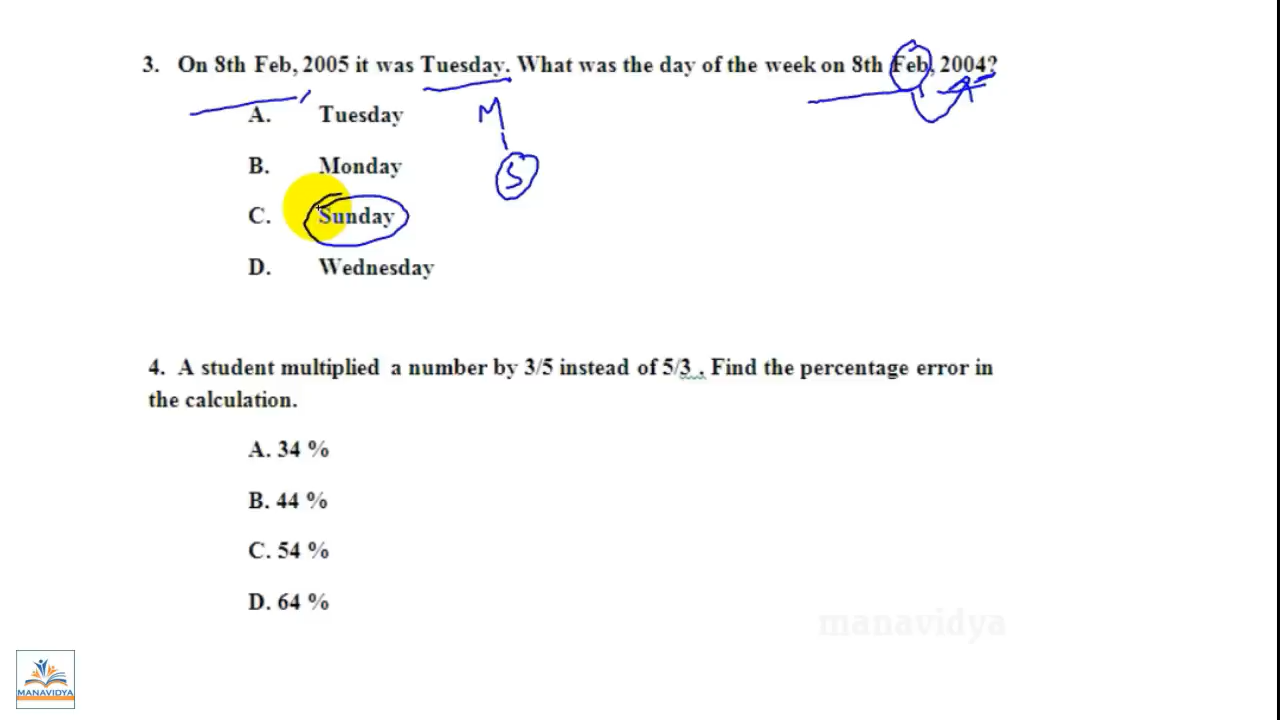 3. On 8th Feb, 2005 it was Tuesday. What was the day of the week on 8th Feb, 2004?
A. Tuesday
M
B. Monday
S
C. Sunday
D. Wednesday
4. A student multiplied a number by 3/5 instead of 5/3 . Find the percentage error in
the calculation.
A. 34 %
B. 44 %
C. 54 %
D. 64 %
manavidya
MANAVIDYA